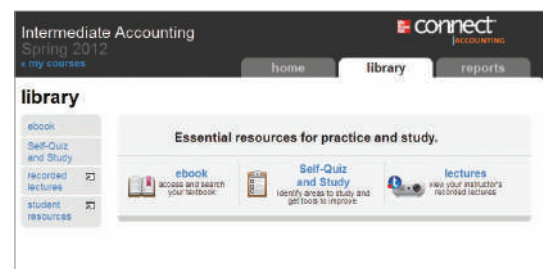 Intermediate Accounting
Spring 2012
« my courses
connect
ACCOUNTING
home
library
reports
library
ebook
Self-Quiz
and Study
recorded
lectures
student
resources
Essential resources for practice and study.
ebook
access and search
your textbook
Self-Quiz
and Study
Identify areas to study and
get tools to improve
lectures
view your instructor's
recorded lectures